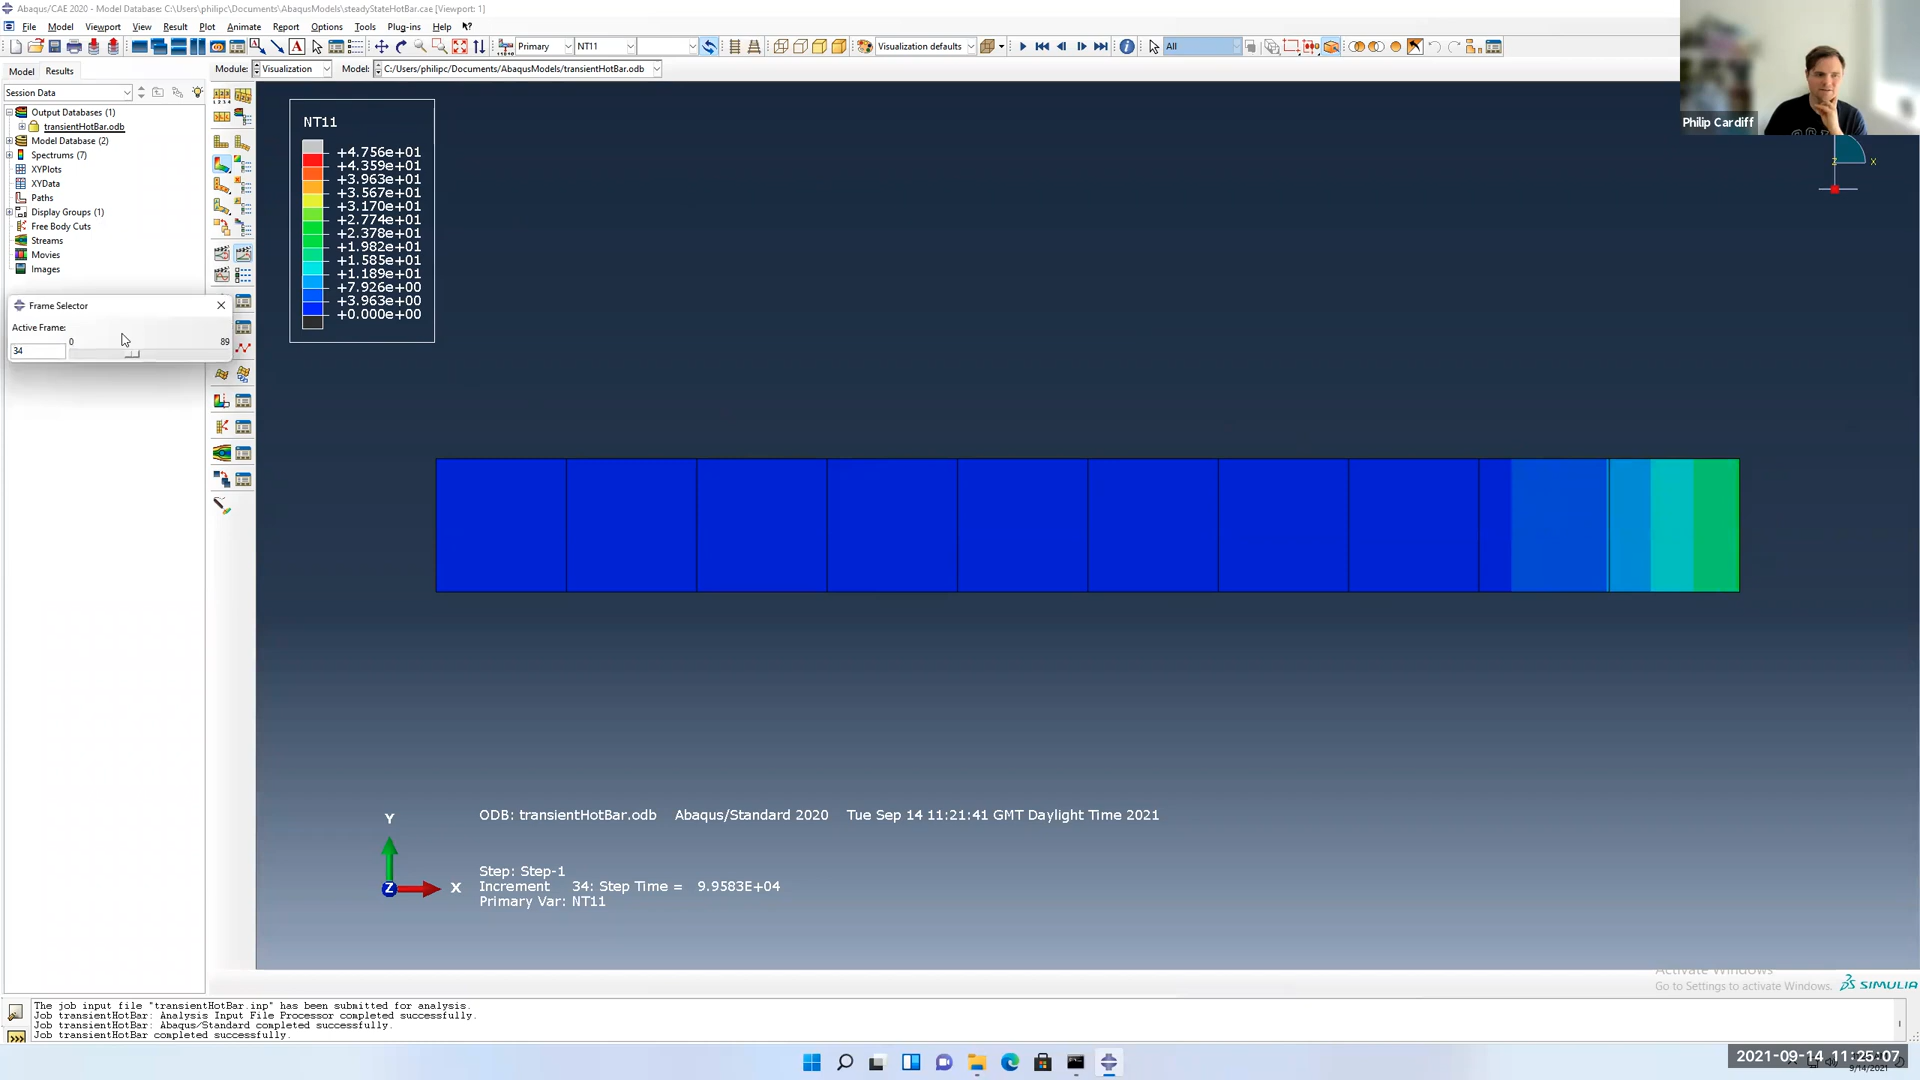 Abaqus/CAE 2020 - Model Database: C:\Users\philipc\Documents\AbaqusModels\steadyStateHotBar.cae [Viewport: 1]
File Model Viewport View Result Plot Animate Report Options Tools Plug-ins Help
Primary NT11 Visualization defaults All
Model Results Module: Visualization Model: C:/Users/philipc/Documents/AbaqusModels/transientHotBar.odb
Session Data
Output Databases (1)
transientHotBar.odb
Model Database (2)
Spectrums (7)
XYPlots
XYData
Paths
Display Groups (1)
Free Body Cuts
Streams
Movies
Images
Frame Selector
Active Frame:
0 89
34
NT11
+4.756e+01
+4.359e+01
+3.963e+01
+3.567e+01
+3.170e+01
+2.774e+01
+2.378e+01
+1.982e+01
+1.585e+01
+1.189e+01
+7.926e+00
+3.963e+00
+0.000e+00
Philip Cardiff
Z X
Y
Z X
ODB: transientHotBar.odb Abaqus/Standard 2020 Tue Sep 14 11:21:41 GMT Daylight Time 2021
Step: Step-1
Increment 34: Step Time = 9.9583E+04
Primary Var: NT11
Activate Windows
Go to Settings to activate Windows.
SIMULIA
The job input file "transientHotBar.inp" has been submitted for analysis.
Job transientHotBar: Analysis Input File Processor completed successfully.
Job transientHotBar: Abaqus/Standard completed successfully.
Job transientHotBar completed successfully.
2021-09-14 11:25:07
9/14/2021